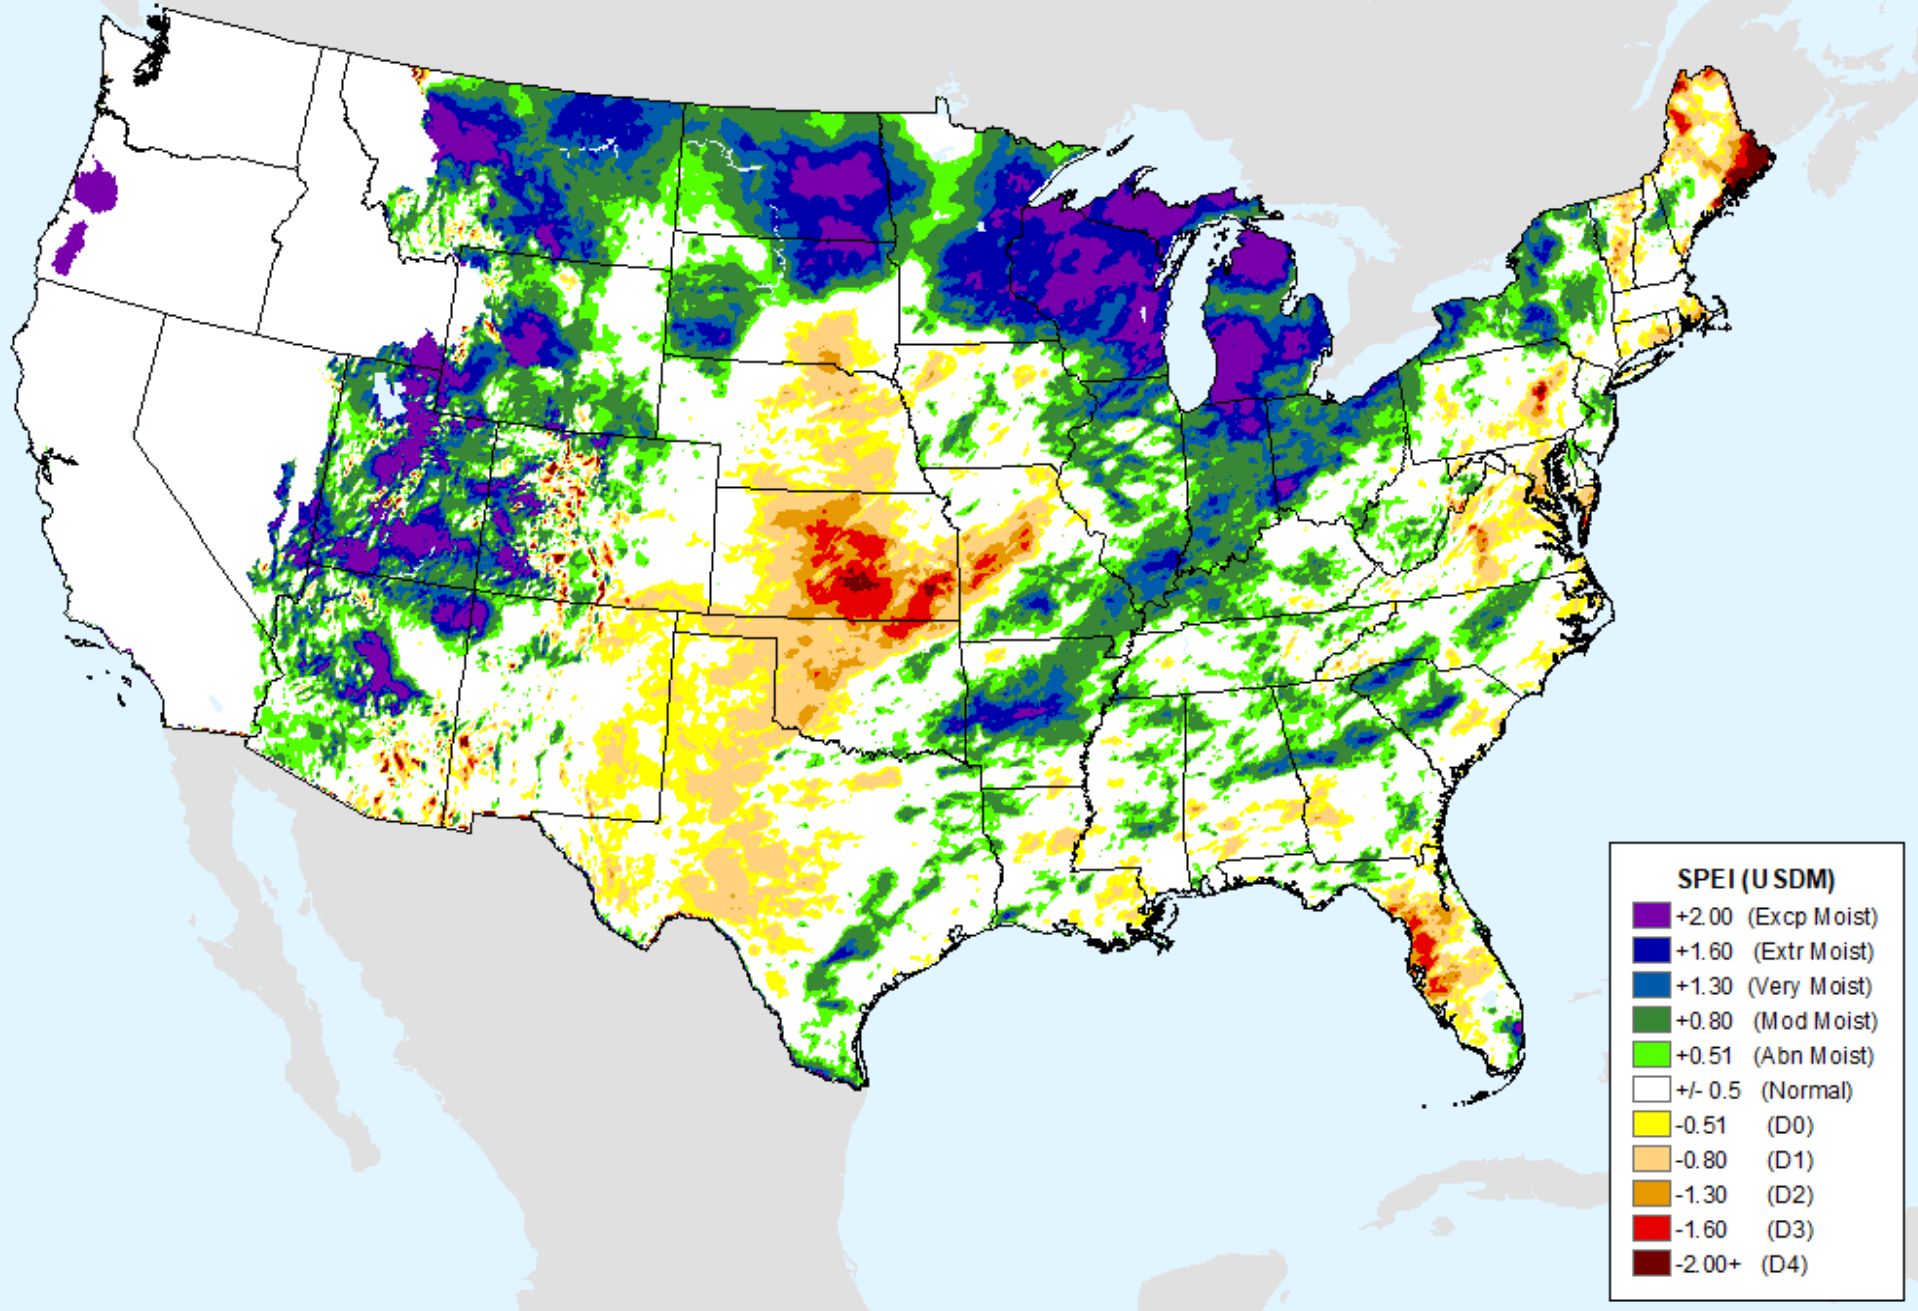 SPEI (USDM)
+2.00 (Excp Moist)
+1.60 (Extr Moist)
+1.30 (Very Moist)
+0.80 (Mod Moist)
+0.51 (Abn Moist)
+/- 0.5 (Normal)
-0.51 (D0)
-0.80 (D1)
-1.30 (D2)
-1.60 (D3)
-2.00+ (D4)